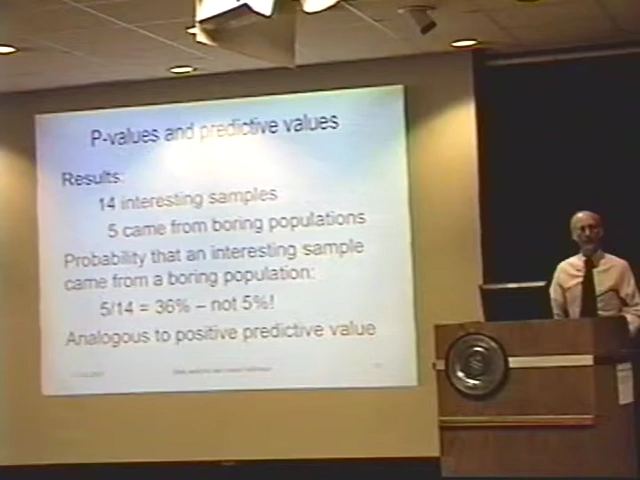 P-values and predictive values
Results:
14 interesting samples
5 came from boring populations
Probability that an interesting sample
came from a boring population:
5/14 = 36% – not 5%!
Analogous to positive predictive value